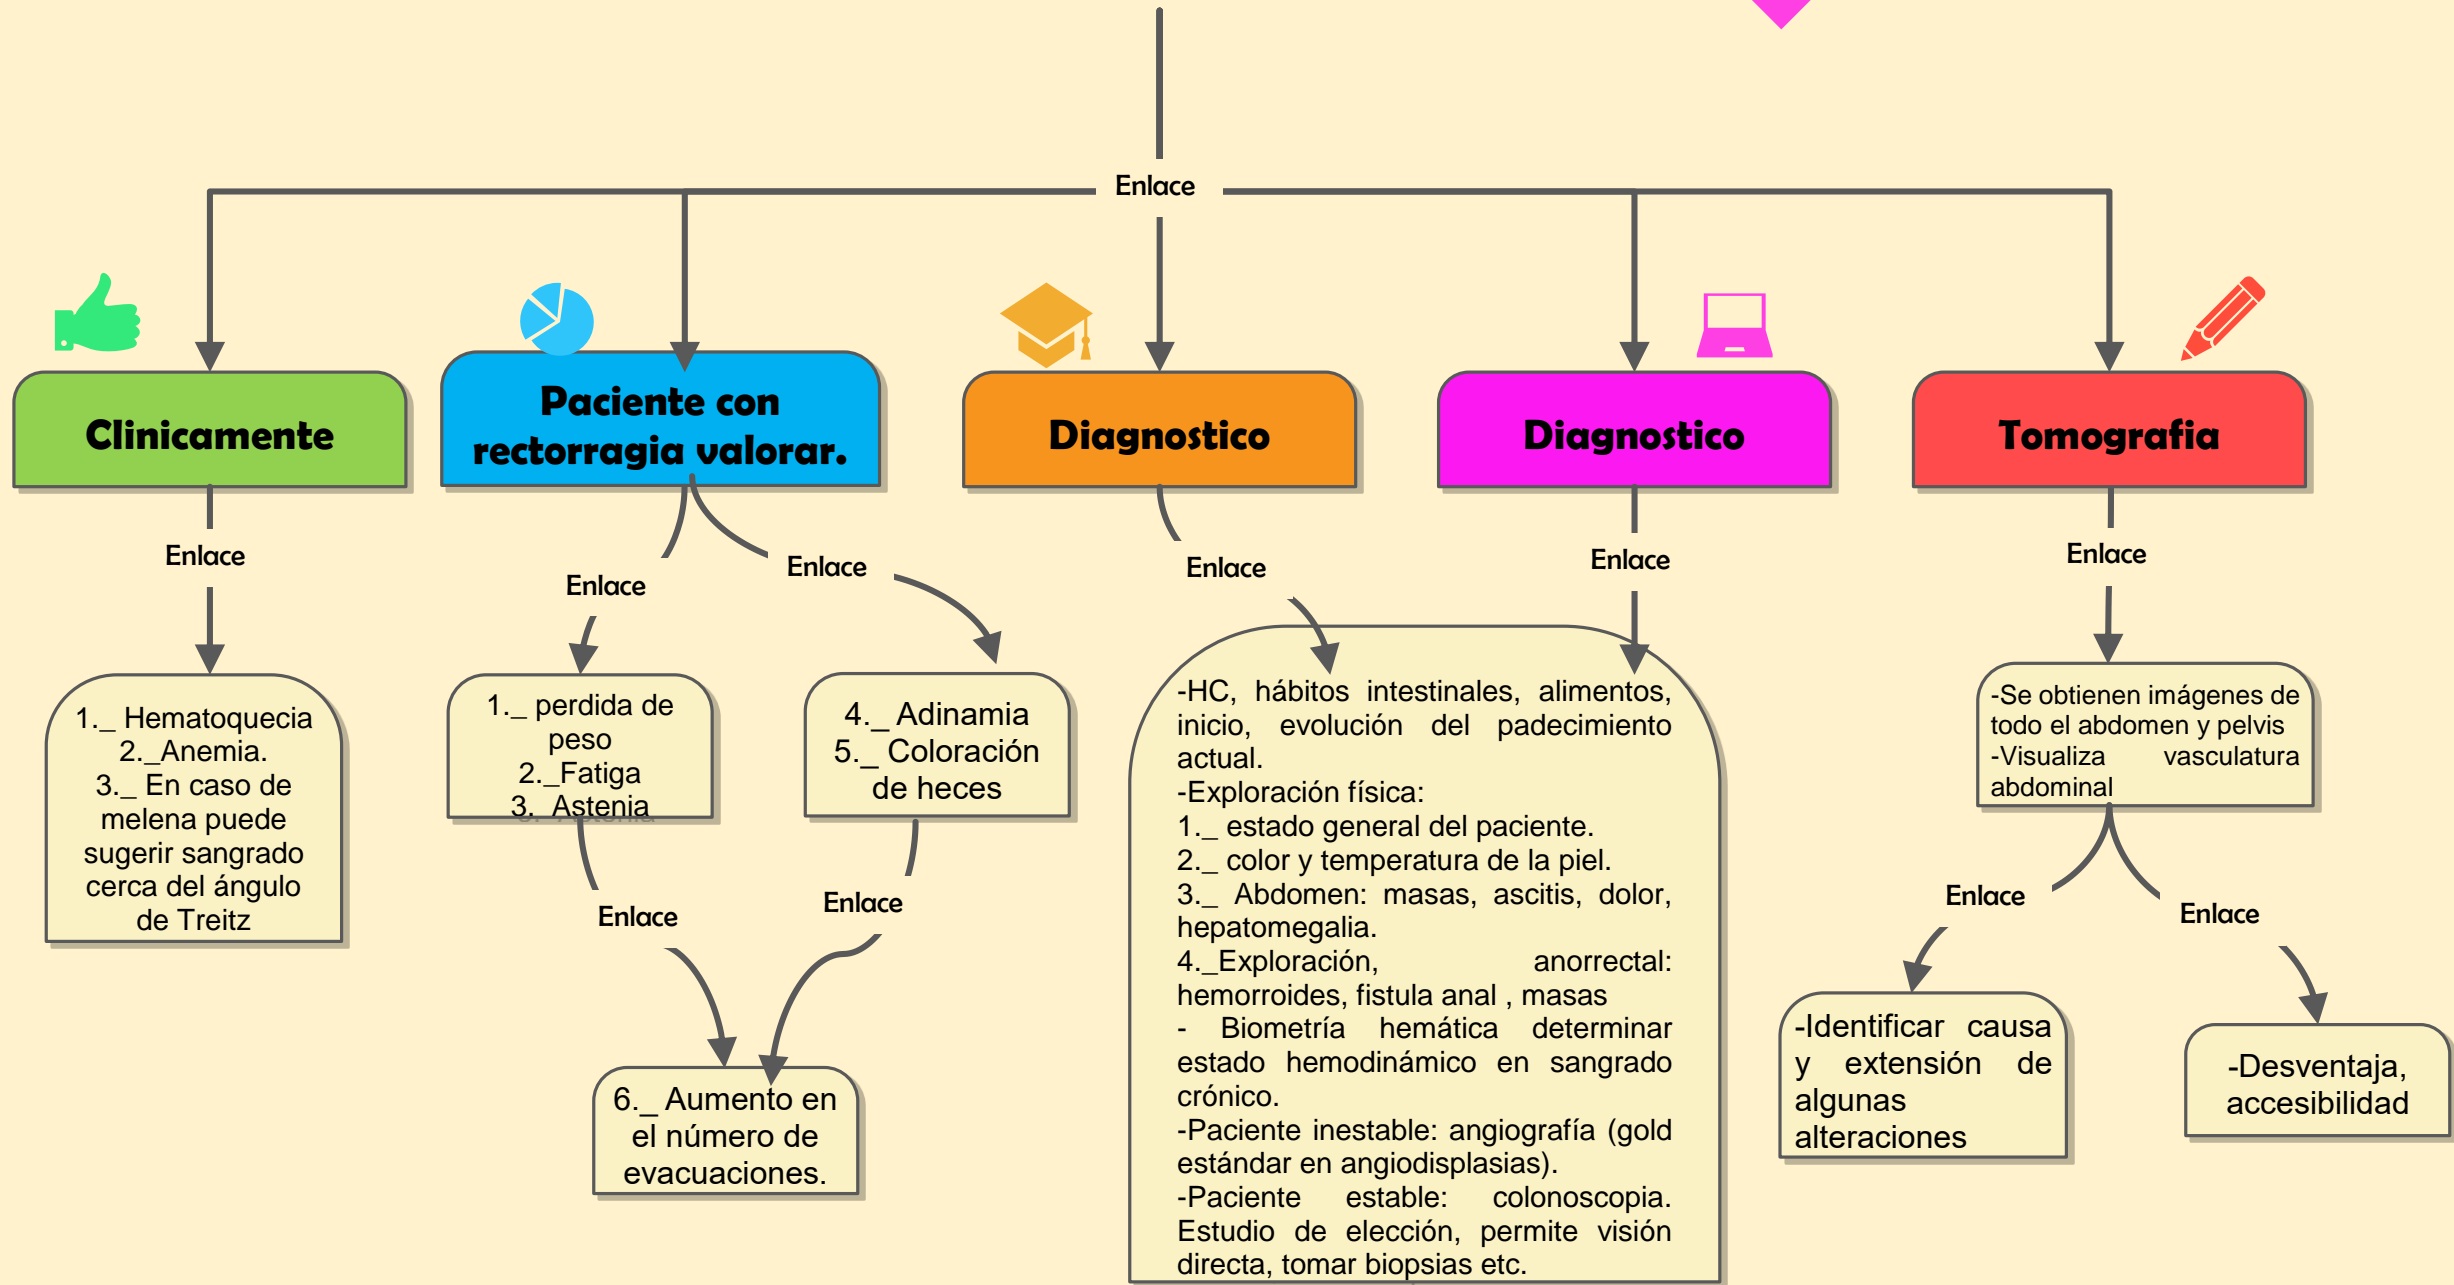 Enlace
Clinicamente
Paciente con
rectorragia valorar.
Diagnostico
Diagnostico
Tomografia
Enlace
Enlace
Enlace
Enlace
Enlace
Enlace
1._ Hematoquecia
2._Anemia.
3._ En caso de
melena puede
sugerir sangrado
cerca del ángulo
de Treitz
1._ perdida de
peso
2._Fatiga
3._Astenia
4._ Adinamia
5._ Coloración
de heces
Enlace
Enlace
6._ Aumento en
el número de
evacuaciones.
-HC, hábitos intestinales, alimentos,
inicio, evolución del padecimiento
actual.
-Exploración física:
1._ estado general del paciente.
2._ color y temperatura de la piel.
3._ Abdomen: masas, ascitis, dolor,
hepatomegalia.
4._Exploración, anorrectal:
hemorroides, fistula anal , masas
- Biometría hemática determinar
estado hemodinámico en sangrado
crónico.
-Paciente inestable: angiografía (gold
estándar en angiodisplasias).
-Paciente estable: colonoscopia.
Estudio de elección, permite visión
directa, tomar biopsias etc.
-Se obtienen imágenes de
todo el abdomen y pelvis
-Visualiza vasculatura
abdominal
Enlace
Enlace
-Identificar causa
y extensión de
algunas
alteraciones
-Desventaja,
accesibilidad